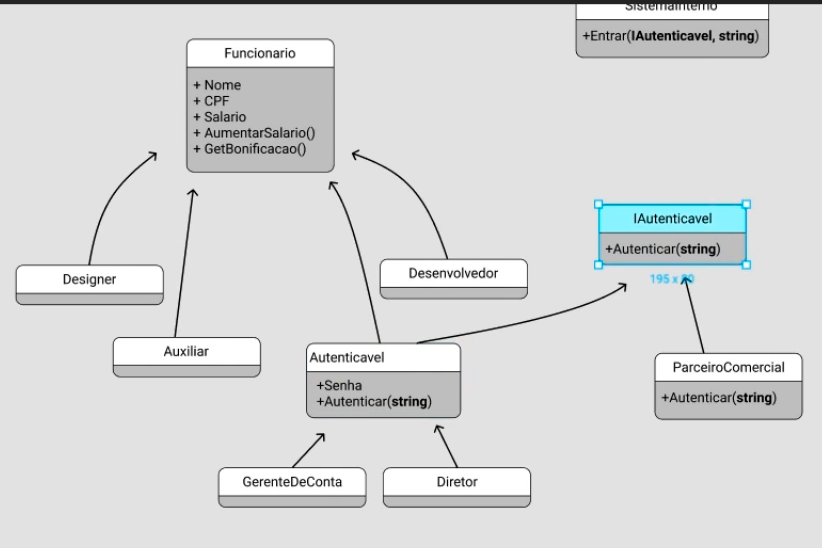 SistemaInterno
+Entrar(IAutenticavel, string)
Funcionario
+ Nome
+ CPF
+ Salario
+ AumentarSalario()
+ GetBonificacao()
IAutenticavel
+Autenticar(string)
195 x 80
Designer
Desenvolvedor
Auxiliar
Autenticavel
+Senha
+Autenticar(string)
ParceiroComercial
+Autenticar(string)
GerenteDeConta
Diretor